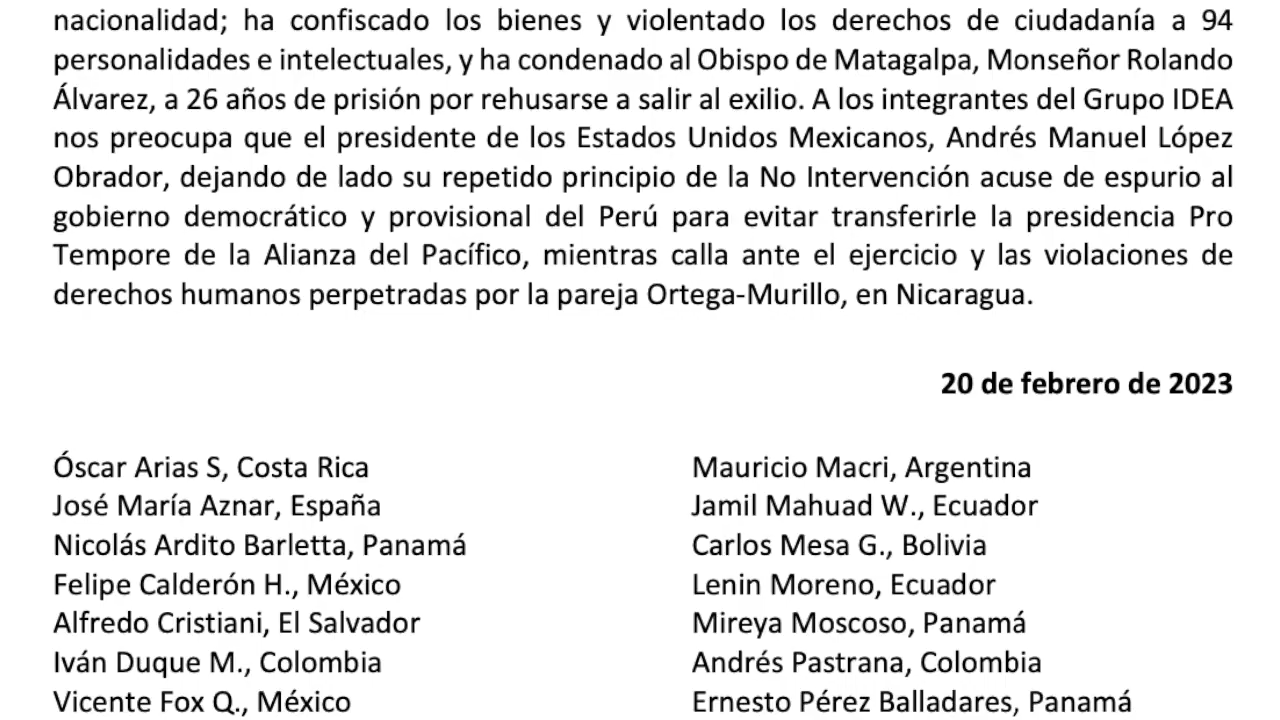 nacionalidad; ha confiscado los bienes y violentado los derechos de ciudadanía a 94
personalidades e intelectuales, y ha condenado al Obispo de Matagalpa, Monseñor Rolando
Álvarez, a 26 años de prisión por rehusarse a salir al exilio. A los integrantes del Grupo IDEA
nos preocupa que el presidente de los Estados Unidos Mexicanos, Andrés Manuel López
Obrador, dejando de lado su repetido principio de la No Intervención acuse de espurio al
gobierno democrático y provisional del Perú para evitar transferirle la presidencia Pro
Tempore de la Alianza del Pacífico, mientras calla ante el ejercicio y las violaciones de
derechos humanos perpetradas por la pareja Ortega-Murillo, en Nicaragua.
20 de febrero de 2023
Óscar Arias S, Costa Rica
José María Aznar, España
Nicolás Ardito Barletta, Panamá
Felipe Calderón H., México
Alfredo Cristiani, El Salvador
Iván Duque M., Colombia
Vicente Fox Q., México
Mauricio Macri, Argentina
Jamil Mahuad W., Ecuador
Carlos Mesa G., Bolivia
Lenin Moreno, Ecuador
Mireya Moscoso, Panamá
Andrés Pastrana, Colombia
Ernesto Pérez Balladares, Panamá